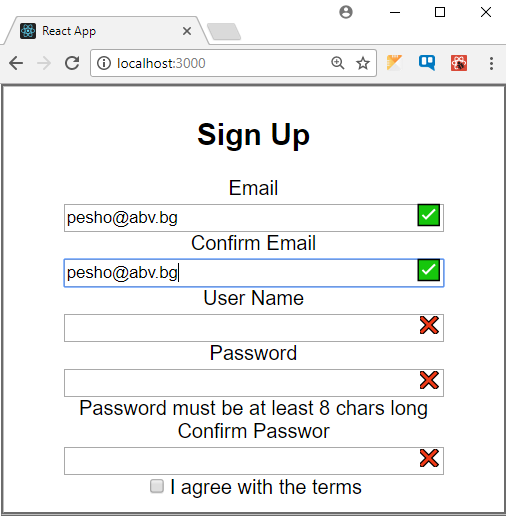 React App
localhost:3000
Sign Up
Email
pesho@abv.bg
Confirm Email
pesho@abv.bg
User Name
Password
Password must be at least 8 chars long
Confirm Passwor
I agree with the terms